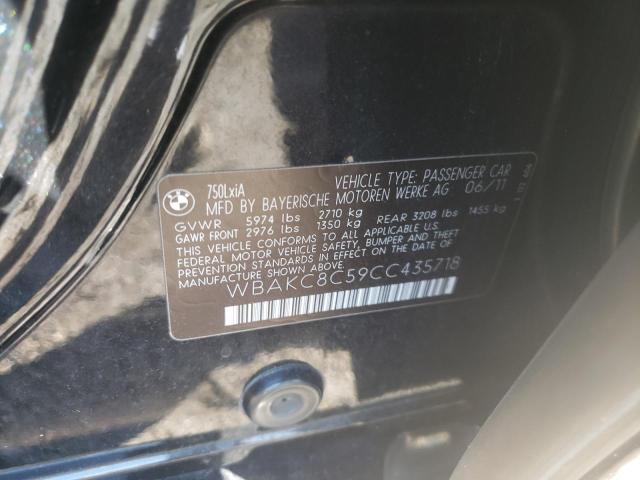 BMW
750LxiA
VEHICLE TYPE: PASSENGER CAR
MFD BY BAYERISCHE MOTOREN WERKE AG 06/11
GVWR 5974 lbs 2710 kg
GAWR FRONT 2976 lbs 1350 kg REAR 3208 lbs 1455 kg
THIS VEHICLE CONFORMS TO ALL APPLICABLE
FEDERAL MOTOR VEHICLE SAFETY, BUMPER AND THEFT
PREVENTION STANDARDS IN EFFECT ON THE DATE OF
MANUFACTURE SHOWN ABOVE.
WBAKC8C59CC435718